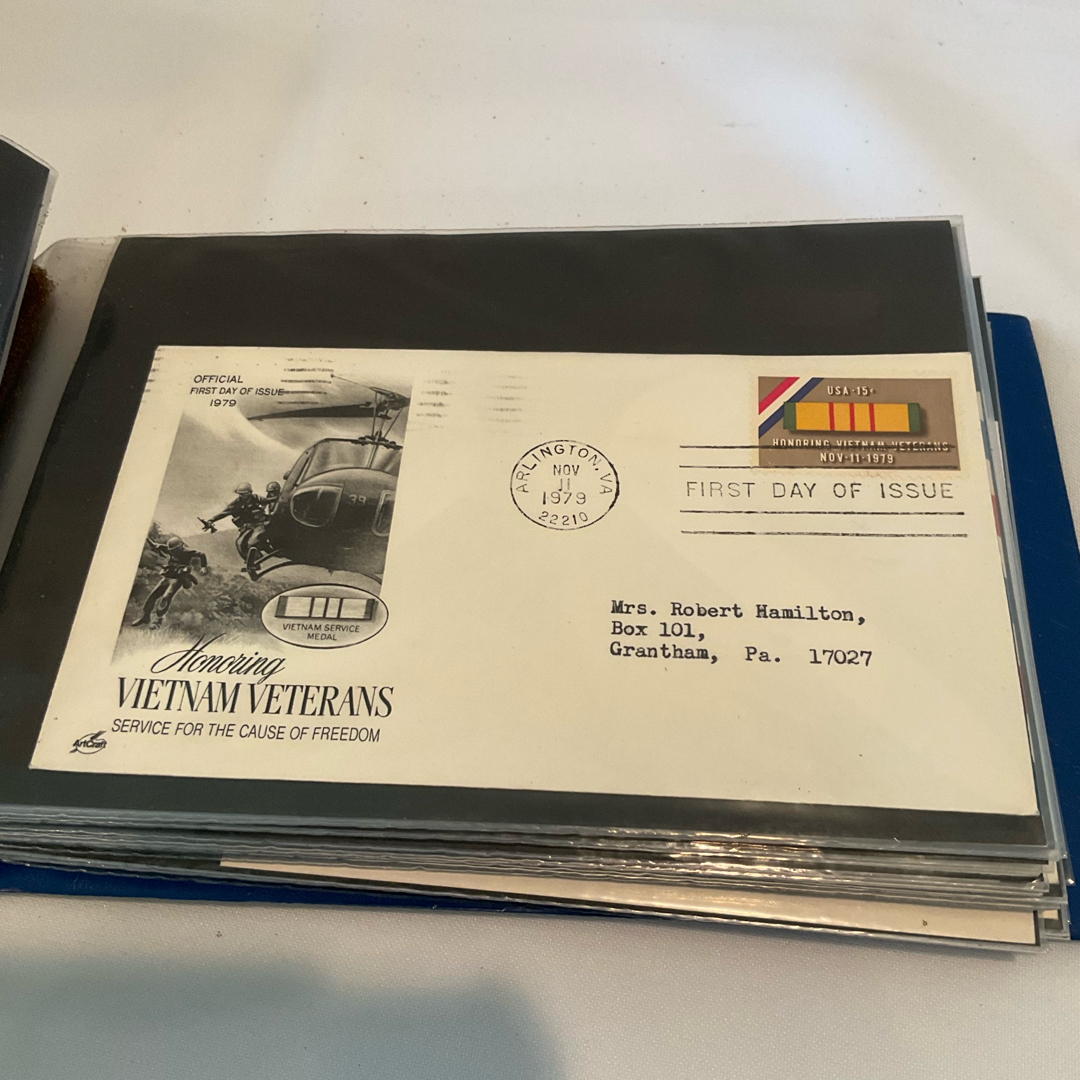 OFFICIAL
FIRST DAY OF ISSUE
1979
39
VIETNAM SERVICE
MEDAL
Honoring
VIETNAM VETERANS
SERVICE FOR THE CAUSE OF FREEDOM
ArtCraft
ARLINGTON, VA
NOV
11
1979
22210
USA·15c
HONORING VIETNAM VETERANS
NOV·11·1979
FIRST DAY OF ISSUE
Mrs. Robert Hamilton,
Box 101,
Grantham, Pa. 17027